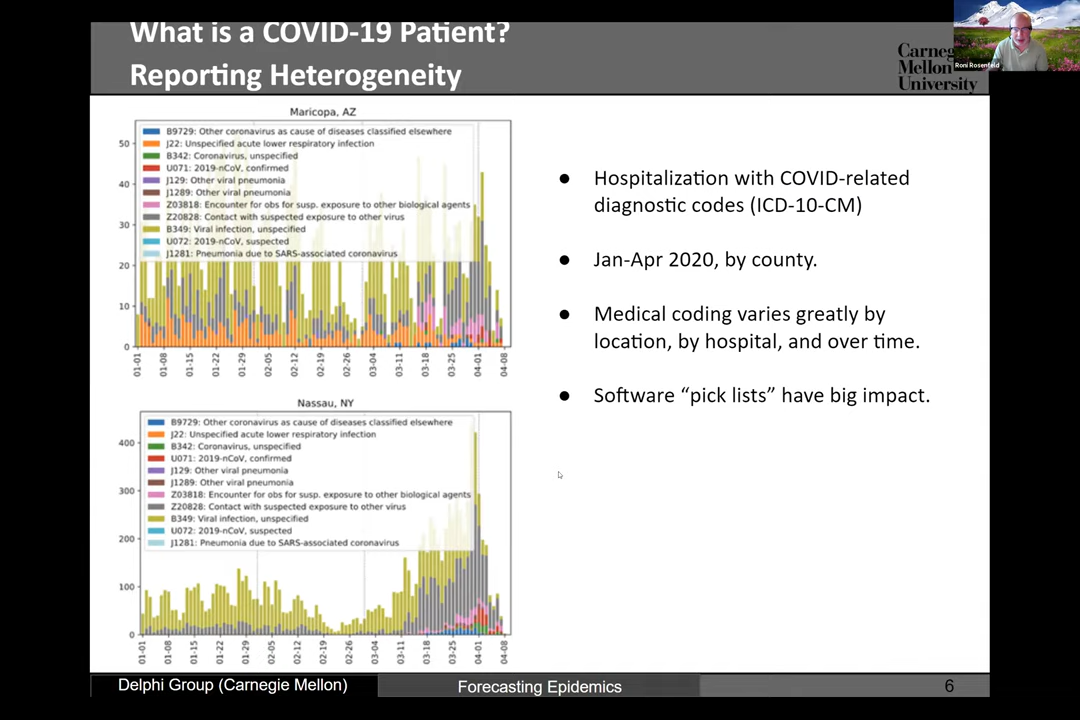 What is a COVID-19 Patient?
Reporting Heterogeneity
Carne
Mellon
University
Roni Rosenfeld
Maricopa, AZ
B9729: Other coronavirus as cause of diseases classified elsewhere
J22: Unspecified acute lower respiratory infection
B342: Coronavirus, unspecified
U071: 2019-nCoV, confirmed
J129: Other viral pneumonia
J1289: Other viral pneumonia
Z03818: Encounter for obs for susp. exposure to other biological agents
Z20828: Contact with suspected exposure to other virus
B349: Viral infection, unspecified
U072: 2019-nCoV, suspected
J1281: Pneumonia due to SARS-associated coronavirus
50
40
30
20
10
0
01-01 01-08 01-15 01-22 01-29 02-05 02-12 02-19 02-26 03-04 03-11 03-18 03-25 04-01 04-08
Nassau, NY
B9729: Other coronavirus as cause of diseases classified elsewhere
J22: Unspecified acute lower respiratory infection
B342: Coronavirus, unspecified
U071: 2019-nCoV, confirmed
J129: Other viral pneumonia
J1289: Other viral pneumonia
Z03818: Encounter for obs for susp. exposure to other biological agents
Z20828: Contact with suspected exposure to other virus
B349: Viral infection, unspecified
U072: 2019-nCoV, suspected
J1281: Pneumonia due to SARS-associated coronavirus
400
300
200
100
0
01-01 01-08 01-15 01-22 01-29 02-05 02-12 02-19 02-26 03-04 03-11 03-18 03-25 04-01 04-08
● Hospitalization with COVID-related
diagnostic codes (ICD-10-CM)
● Jan-Apr 2020, by county.
● Medical coding varies greatly by
location, by hospital, and over time.
● Software “pick lists” have big impact.
Delphi Group (Carnegie Mellon)
Forecasting Epidemics
6